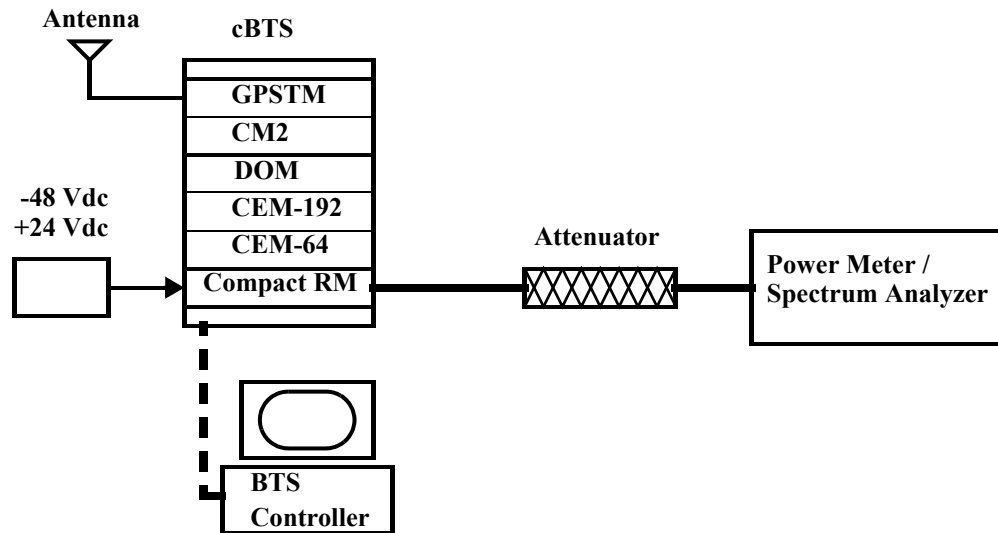 Antenna
cBTS
GPSTM
CM2
DOM
CEM-192
CEM-64
Compact RM
-48 Vdc
+24 Vdc
Attenuator
Power Meter /
Spectrum Analyzer
BTS
Controller